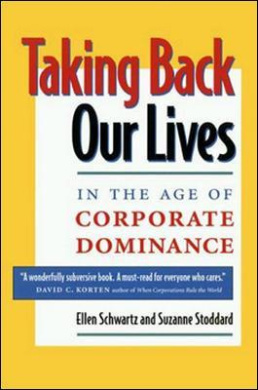 Taking Back
Our Lives
IN THE AGE OF
CORPORATE
DOMINANCE
"A wonderfully subversive book. A must-read for everyone who cares."
DAVID C. KORTEN author of When Corporations Rule the World
Ellen Schwartz and Suzanne Stoddard